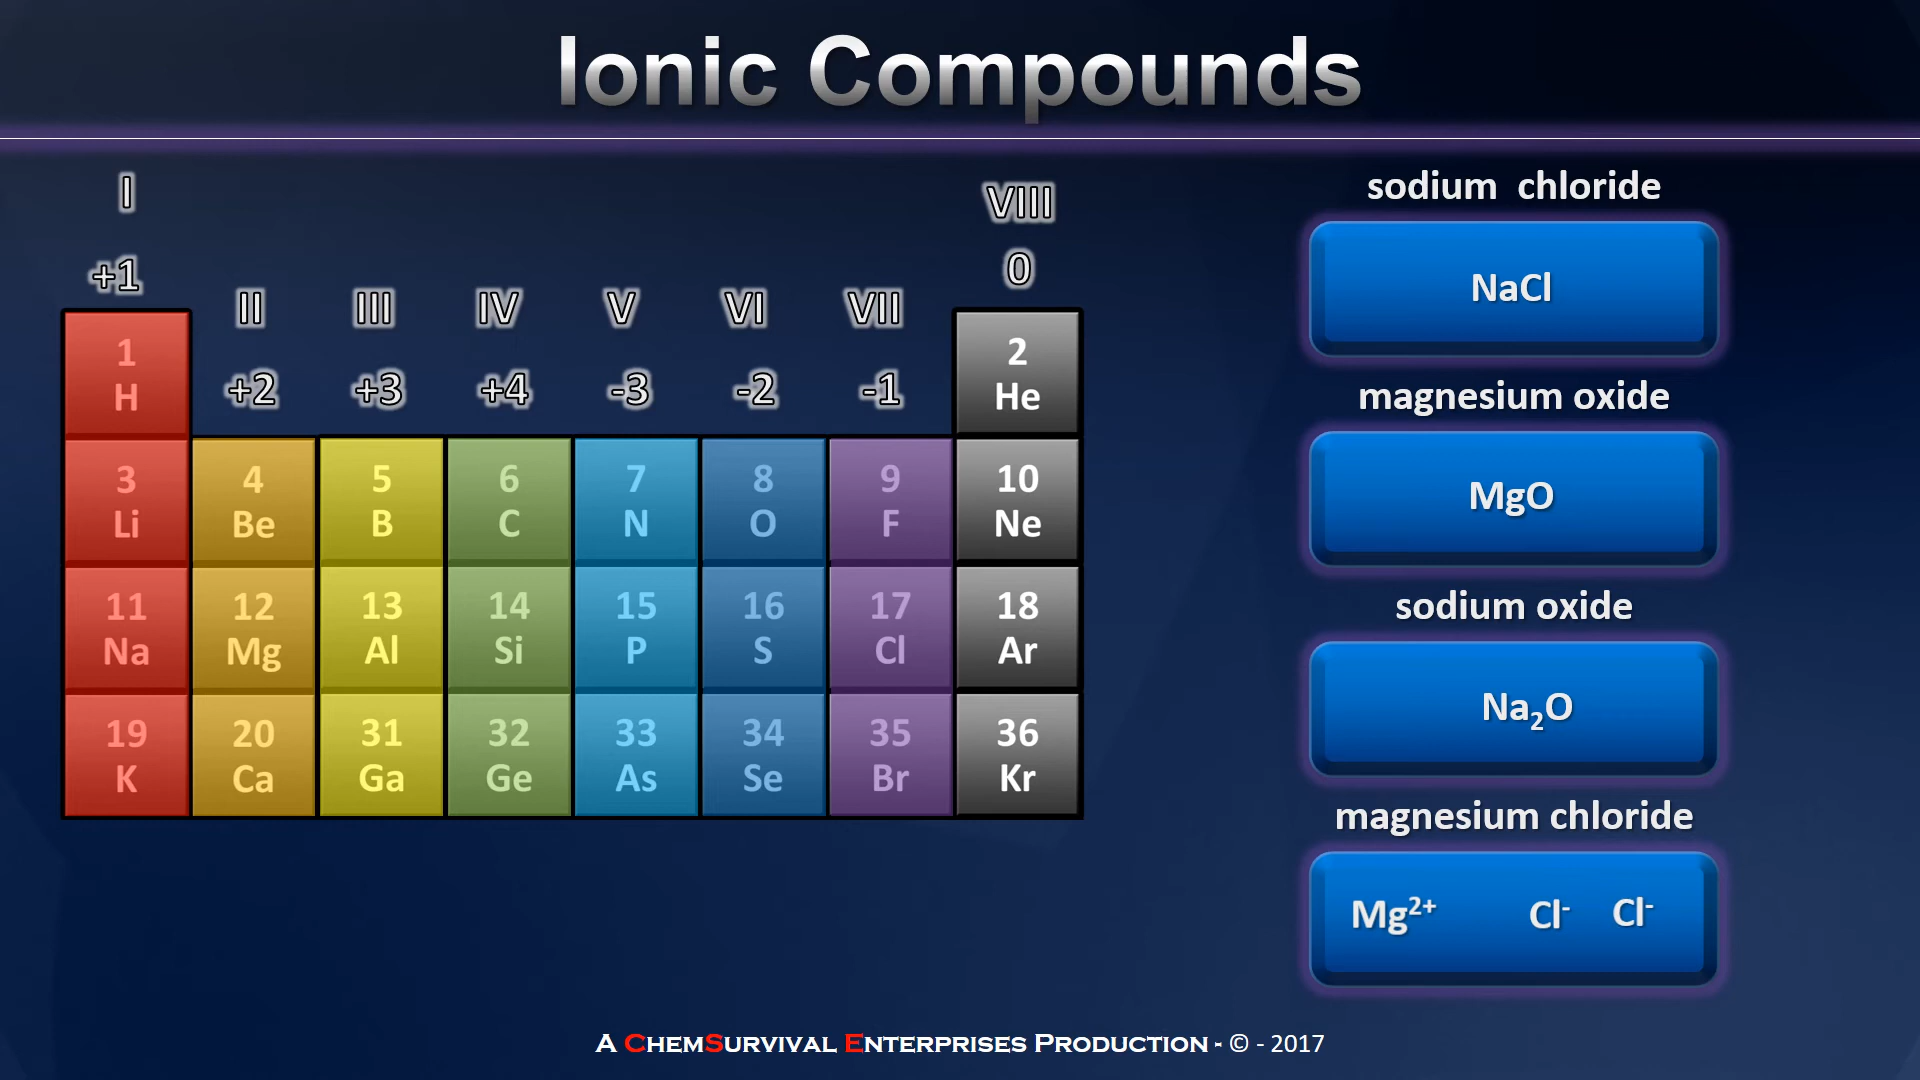 Ionic Compounds
I
VIII
+1
0
II III IV V VI VII
+2 +3 +4 -3 -2 -1
1 2
H He
3 4 5 6 7 8 9 10
Li Be B C N O F Ne
11 12 13 14 15 16 17 18
Na Mg Al Si P S Cl Ar
19 20 31 32 33 34 35 36
K Ca Ga Ge As Se Br Kr
sodium chloride
NaCl
magnesium oxide
MgO
sodium oxide
Na₂O
magnesium chloride
Mg²⁺ Cl⁻ Cl⁻
A ChemSurvival Enterprises Production - © - 2017